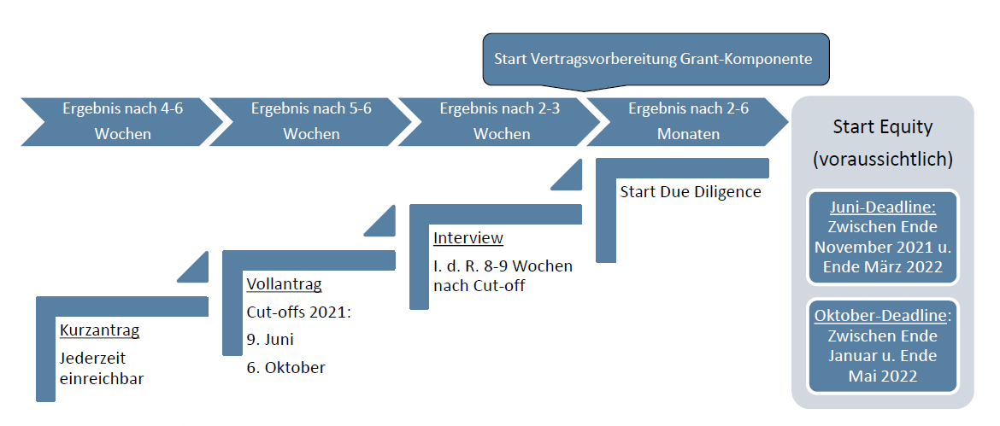 Start Vertragsvorbereitung Grant-Komponente
Ergebnis nach 4-6
Wochen
Ergebnis nach 5-6
Wochen
Ergebnis nach 2-3
Wochen
Ergebnis nach 2-6
Monaten
Kurzantrag
Jederzeit
einreichbar
Vollantrag
Cut-offs 2021:
9. Juni
6. Oktober
Interview
I. d. R. 8-9 Wochen
nach Cut-off
Start Due Diligence
Start Equity
(voraussichtlich)
Juni-Deadline:
Zwischen Ende
November 2021 u.
Ende März 2022
Oktober-Deadline:
Zwischen Ende
Januar u. Ende
Mai 2022